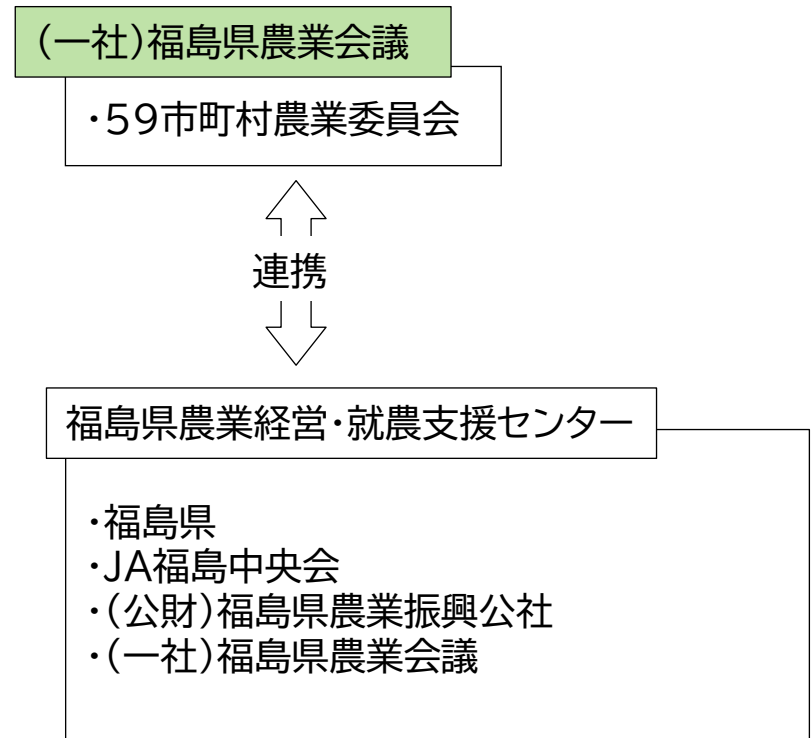 (一社)福島県農業会議
・59市町村農業委員会
連携
福島県農業経営・就農支援センター
・福島県
・JA福島中央会
・(公財)福島県農業振興公社
・(一社)福島県農業会議